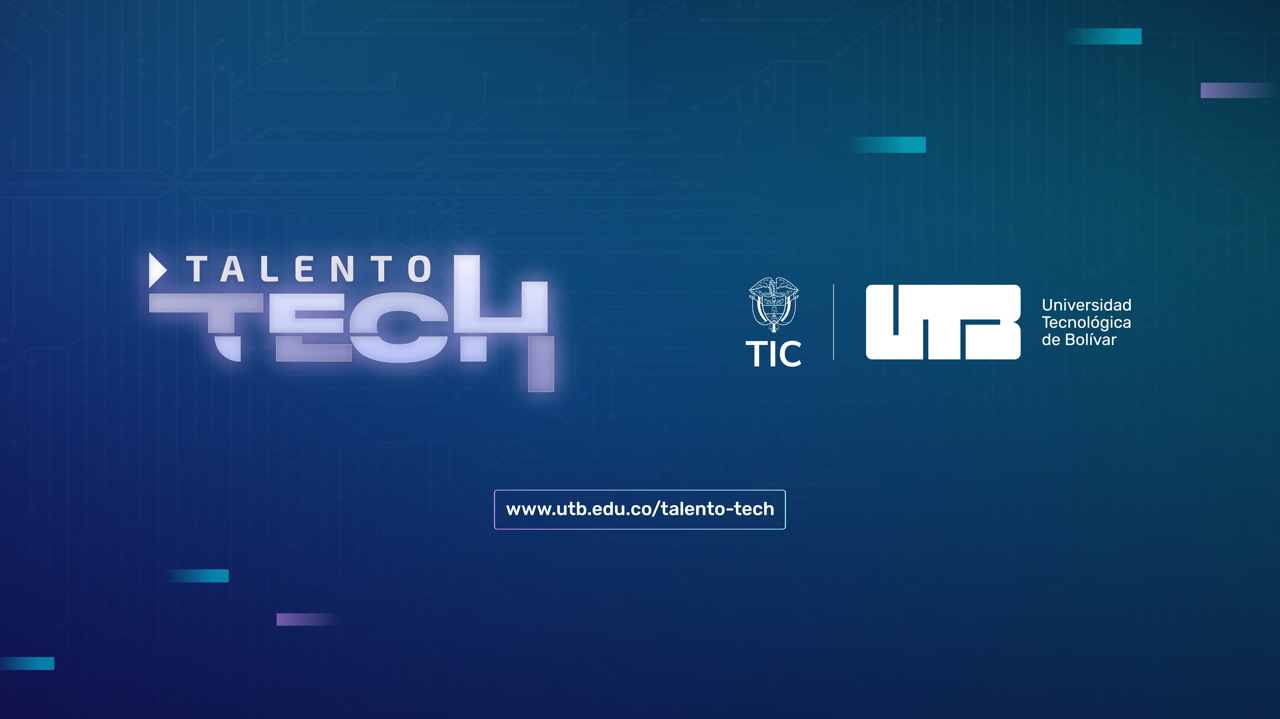 TALENTO
TECH
TIC
UTB
Universidad
Tecnológica
de Bolívar
www.utb.edu.co/talento-tech